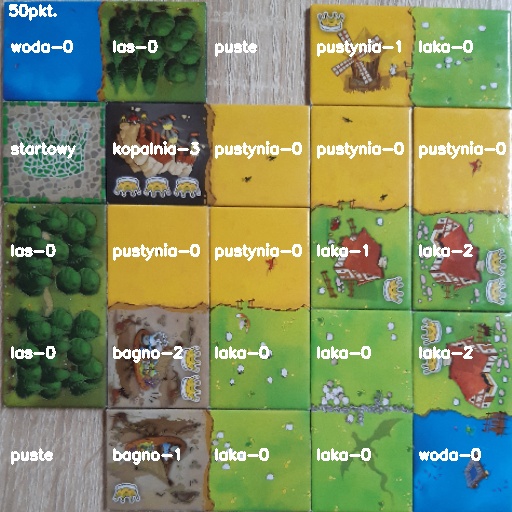 50pkt.
woda-0 las-0 puste pustynia-1 laka-0
startowy kopalnia-3 pustynia-0 pustynia-0 pustynia-0
las-0 pustynia-0 pustynia-0 laka-1 laka-2
las-0 bagno-2 laka-0 laka-0 laka-2
puste bagno-1 laka-0 laka-0 woda-0